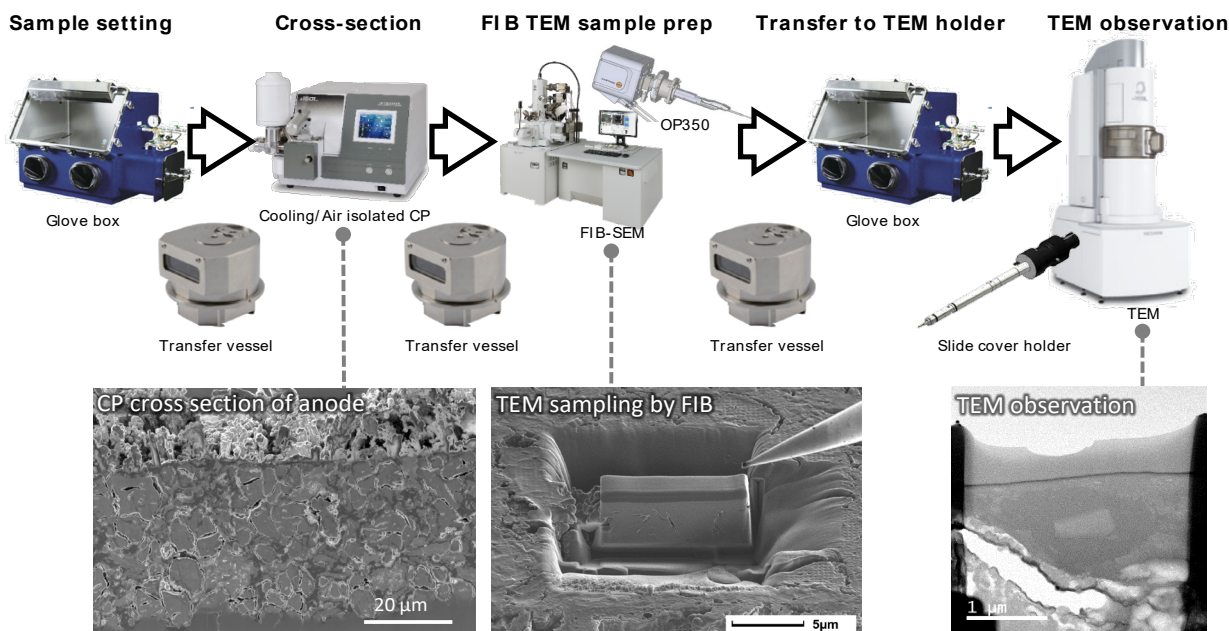 Sample setting
Cross-section
FIB TEM sample prep
Transfer to TEM holder
TEM observation
OP350
Glove box
Cooling/Air isolated CP
FIB-SEM
Glove box
TEM
Transfer vessel
Transfer vessel
Transfer vessel
Slide cover holder
CP cross section of anode
TEM sampling by FIB
TEM observation
20 µm
5µm
1 µm